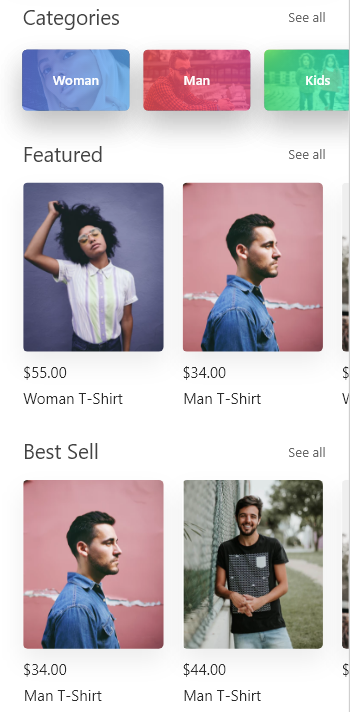 Categories See all
Woman Man Kids
Featured See all
$55.00 $34.00 $
Woman T-Shirt Man T-Shirt W
Best Sell See all
$34.00 $44.00 $
Man T-Shirt Man T-Shirt